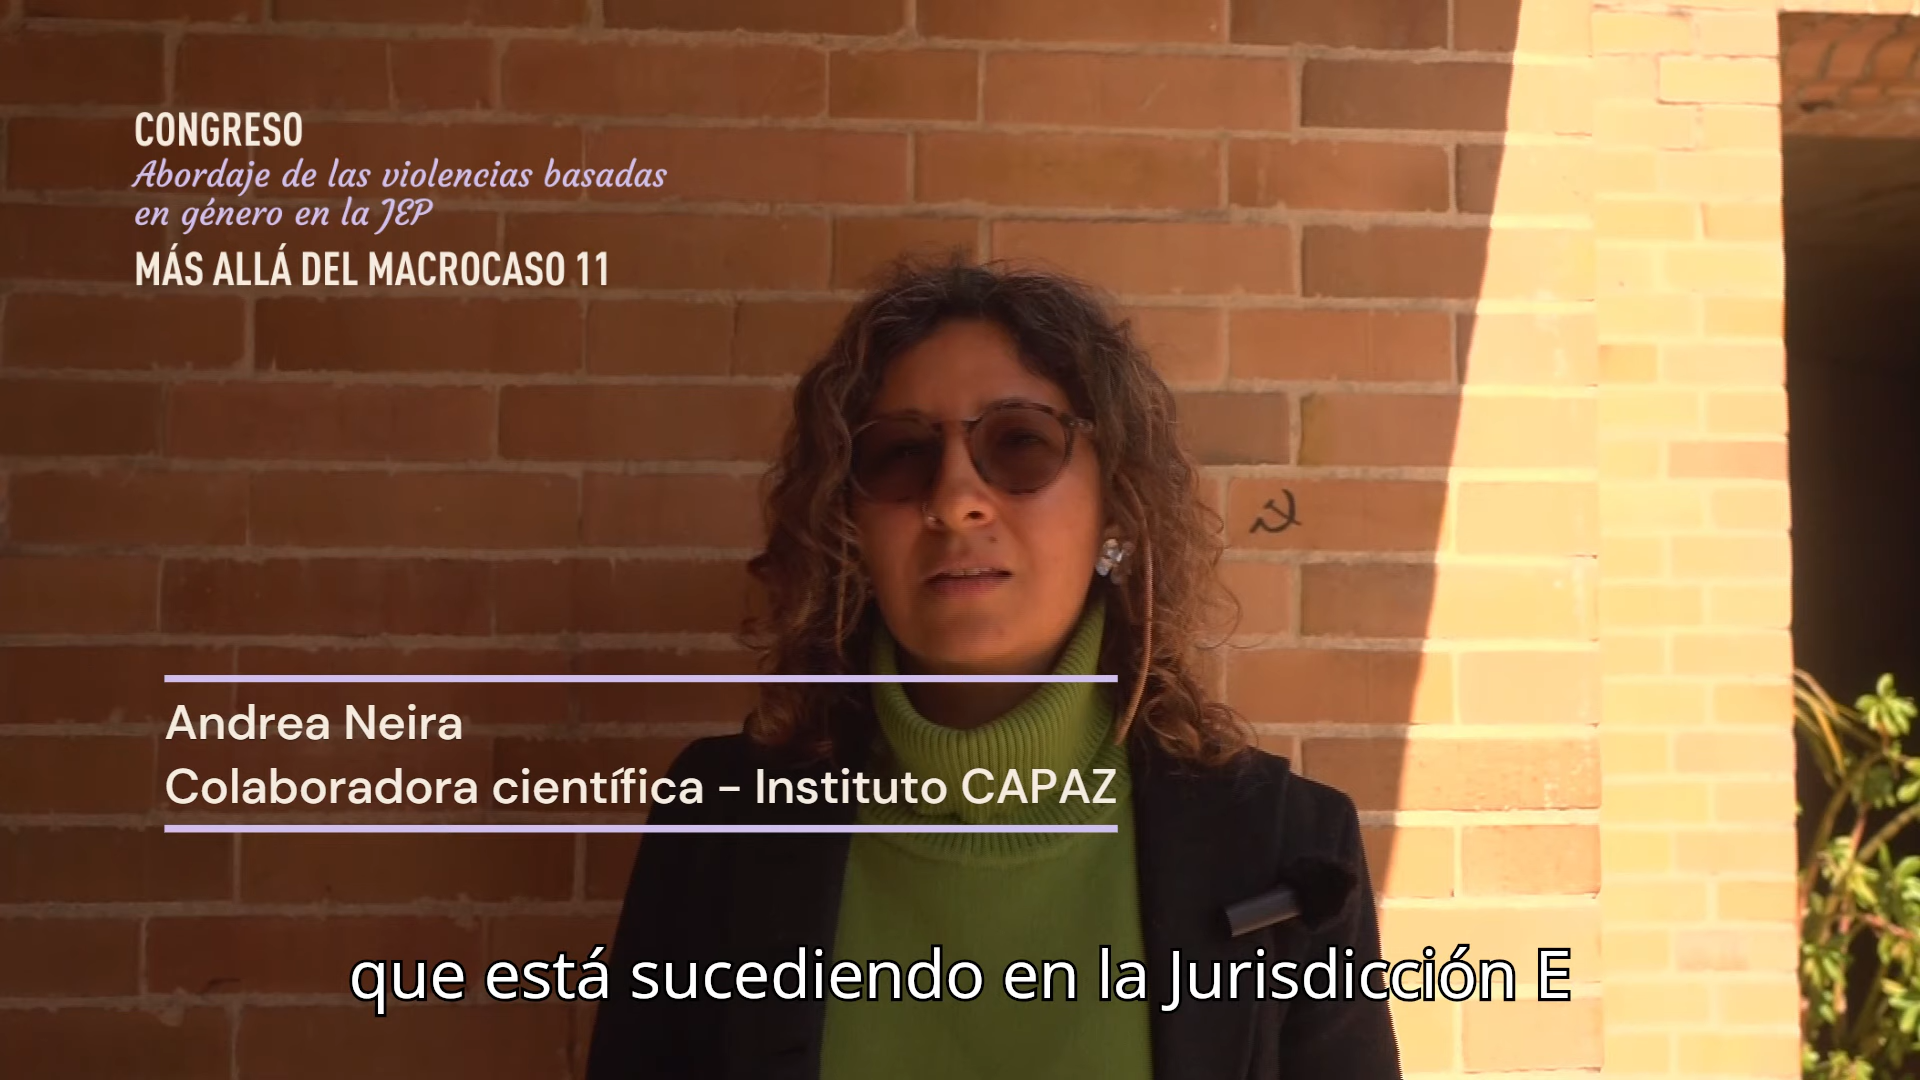 CONGRESO
Abordaje de las violencias basadas
en género en la JEP
MÁS ALLÁ DEL MACROCASO 11
Andrea Neira
Colaboradora científica - Instituto CAPAZ
que está sucediendo en la Jurisdicción E